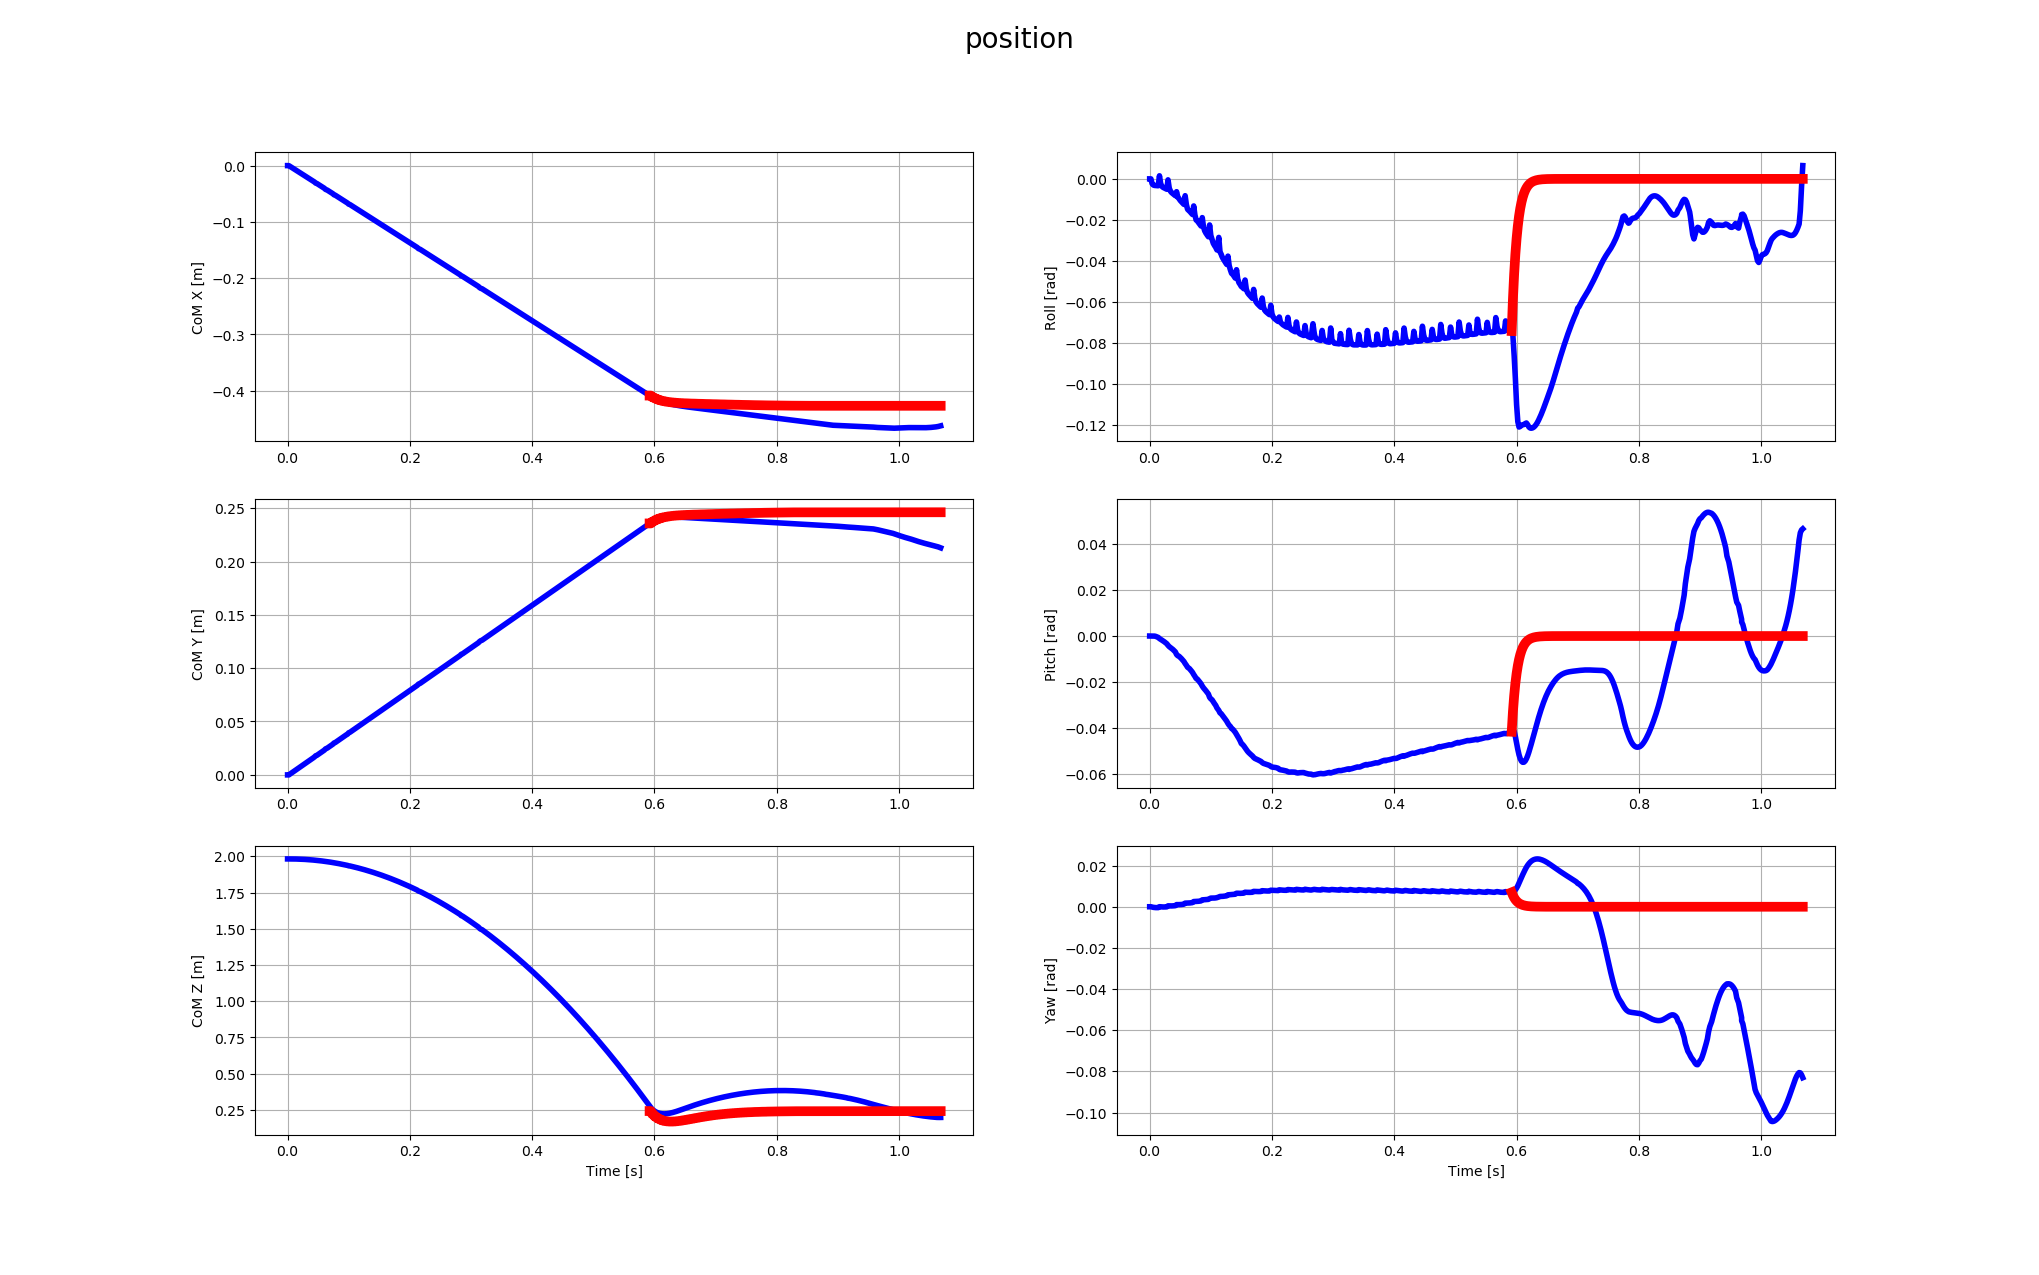 position
CoM X [m]
0.0
−0.1
−0.2
−0.3
−0.4
0.0 0.2 0.4 0.6 0.8 1.0
Roll [rad]
0.00
−0.02
−0.04
−0.06
−0.08
−0.10
−0.12
0.0 0.2 0.4 0.6 0.8 1.0
CoM Y [m]
0.25
0.20
0.15
0.10
0.05
0.00
0.0 0.2 0.4 0.6 0.8 1.0
Pitch [rad]
0.04
0.02
0.00
−0.02
−0.04
−0.06
0.0 0.2 0.4 0.6 0.8 1.0
CoM Z [m]
2.00
1.75
1.50
1.25
1.00
0.75
0.50
0.25
0.0 0.2 0.4 0.6 0.8 1.0
Time [s]
Yaw [rad]
0.02
0.00
−0.02
−0.04
−0.06
−0.08
−0.10
0.0 0.2 0.4 0.6 0.8 1.0
Time [s]